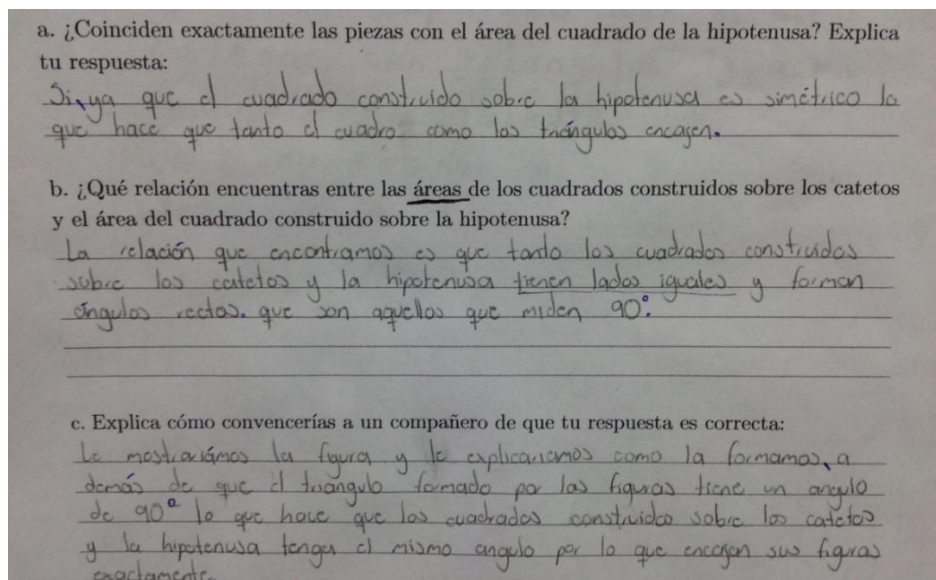 a. ¿Coinciden exactamente las piezas con el área del cuadrado de la hipotenusa? Explica
tu respuesta:
Si, ya que el cuadrado construido sobre la hipotenusa es simétrico lo
que hace que tanto el cuadro como los triángulos encagen.
b. ¿Qué relación encuentras entre las áreas de los cuadrados construidos sobre los catetos
y el área del cuadrado construido sobre la hipotenusa?
La relación que encontramos es que tanto los cuadrados construidos
sobre los catetos y la hipotenusa tienen lados iguales y forman
ángulos rectos. que son aquellos que miden 90°.
c. Explica cómo convencerías a un compañero de que tu respuesta es correcta:
Le mostrariámos la figura y le explicariamos como la formamos, a
demás de que el triángulo formado por las figuras tiene un angulo
de 90° lo que hace que los cuadrados construidos sobre los catetos
y la hipotenusa tengan el mismo angulo por lo que encagen sus figuras
exactamente.